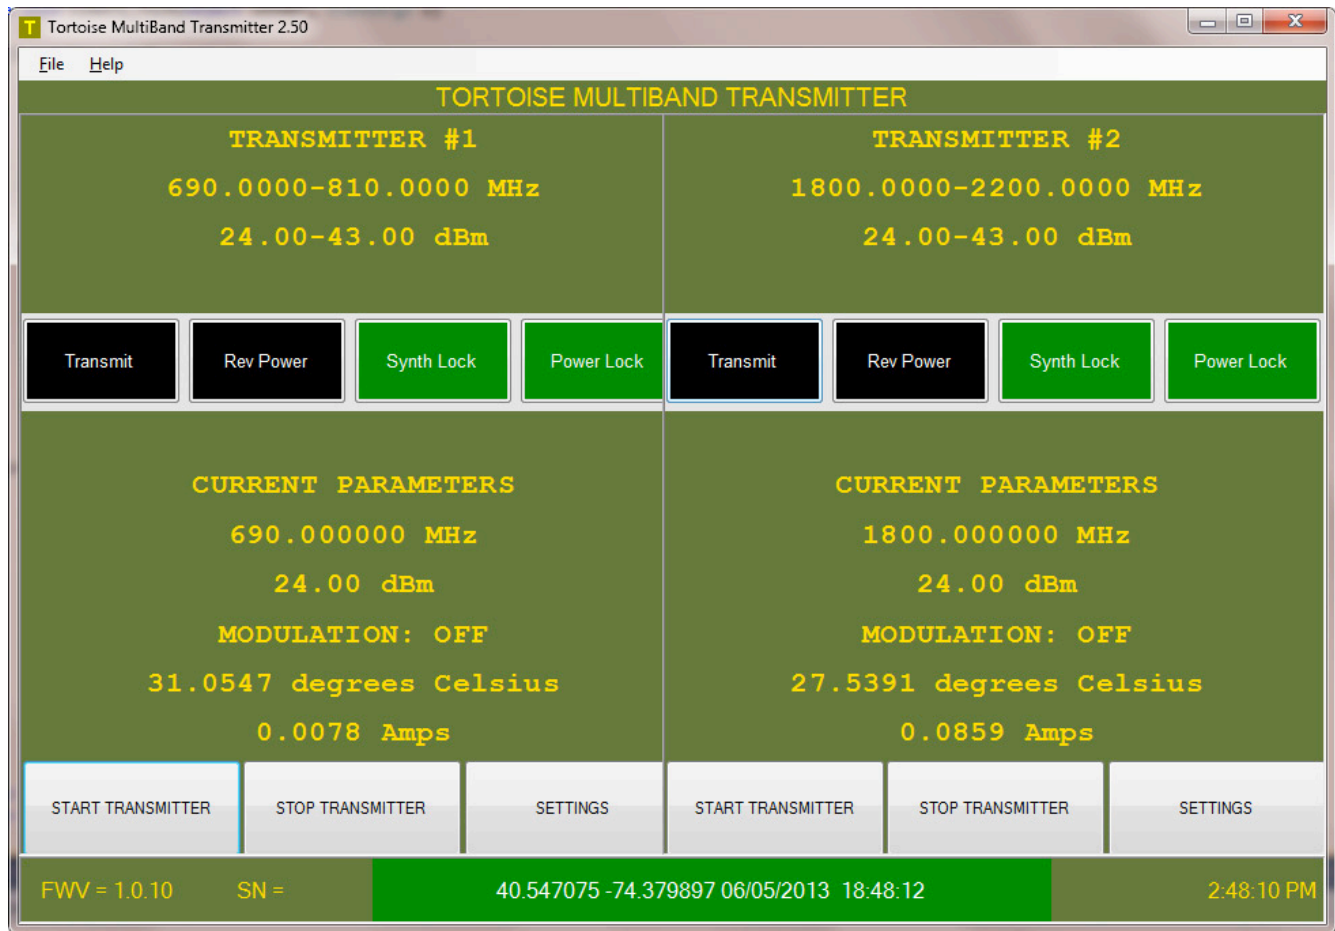 Tortoise MultiBand Transmitter 2.50
File Help
TORTOISE MULTIBAND TRANSMITTER
TRANSMITTER #1
690.0000-810.0000 MHz
24.00-43.00 dBm
TRANSMITTER #2
1800.0000-2200.0000 MHz
24.00-43.00 dBm
Transmit Rev Power Synth Lock Power Lock
Transmit Rev Power Synth Lock Power Lock
CURRENT PARAMETERS
690.000000 MHz
24.00 dBm
MODULATION: OFF
31.0547 degrees Celsius
0.0078 Amps
CURRENT PARAMETERS
1800.000000 MHz
24.00 dBm
MODULATION: OFF
27.5391 degrees Celsius
0.0859 Amps
START TRANSMITTER STOP TRANSMITTER SETTINGS
START TRANSMITTER STOP TRANSMITTER SETTINGS
FWV = 1.0.10 SN = 40.547075 -74.379897 06/05/2013 18:48:12 2:48:10 PM